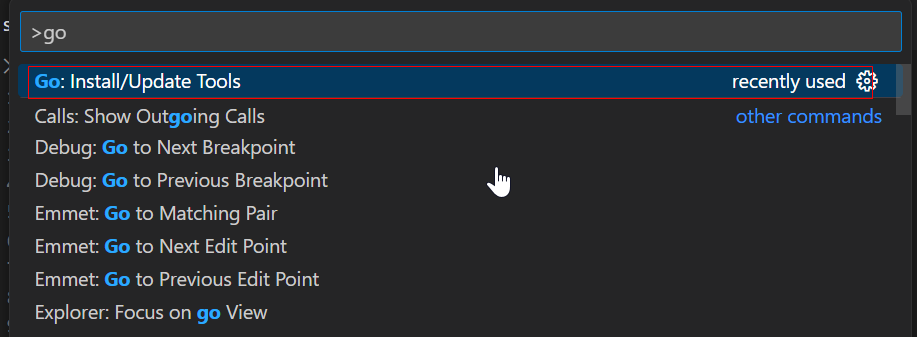 >go
Go: Install/Update Tools recently used
Calls: Show Outgoing Calls other commands
Debug: Go to Next Breakpoint
Debug: Go to Previous Breakpoint
Emmet: Go to Matching Pair
Emmet: Go to Next Edit Point
Emmet: Go to Previous Edit Point
Explorer: Focus on go View